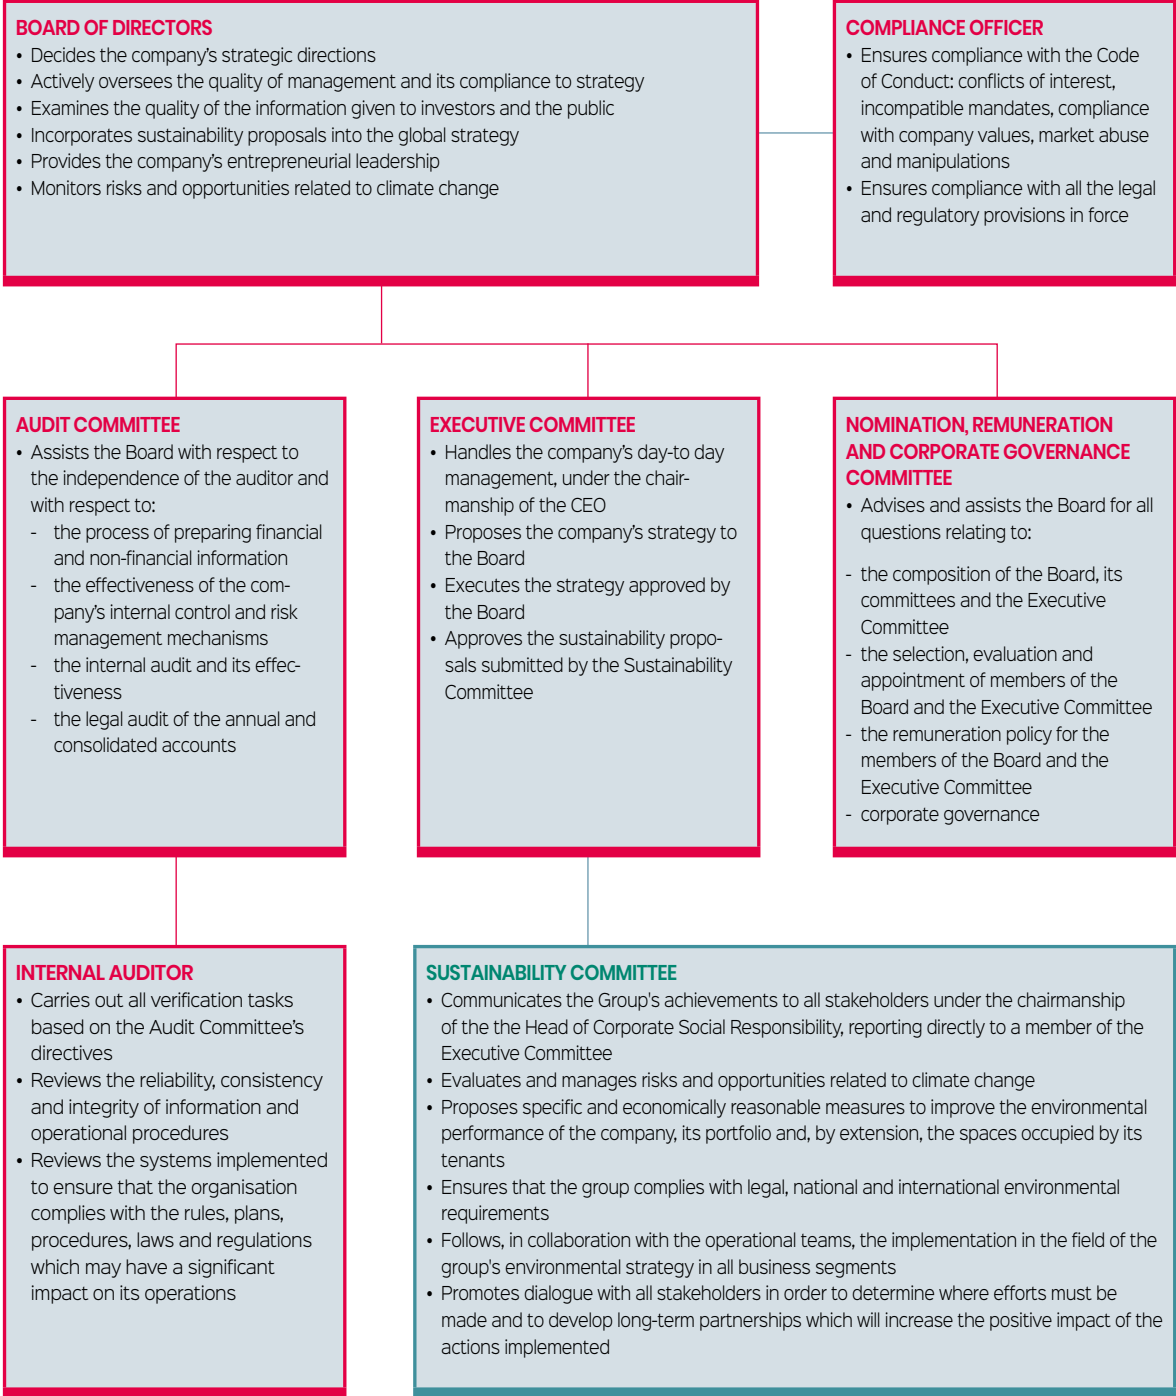 BOARD OF DIRECTORS
• Decides the company’s strategic directions
• Actively oversees the quality of management and its compliance to strategy
• Examines the quality of the information given to investors and the public
• Incorporates sustainability proposals into the global strategy
• Provides the company’s entrepreneurial leadership
• Monitors risks and opportunities related to climate change
COMPLIANCE OFFICER
• Ensures compliance with the Code
of Conduct: conflicts of interest,
incompatible mandates, compliance
with company values, market abuse
and manipulations
• Ensures compliance with all the legal
and regulatory provisions in force
AUDIT COMMITTEE
• Assists the Board with respect to
the independence of the auditor and
with respect to:
- the process of preparing financial
and non-financial information
- the effectiveness of the com-
pany’s internal control and risk
management mechanisms
- the internal audit and its effec-
tiveness
- the legal audit of the annual and
consolidated accounts
EXECUTIVE COMMITTEE
• Handles the company’s day-to day
management, under the chair-
manship of the CEO
• Proposes the company’s strategy to
the Board
• Executes the strategy approved by
the Board
• Approves the sustainability propo-
sals submitted by the Sustainability
Committee
NOMINATION, REMUNERATION
AND CORPORATE GOVERNANCE
COMMITTEE
• Advises and assists the Board for all
questions relating to:
- the composition of the Board, its
committees and the Executive
Committee
- the selection, evaluation and
appointment of members of the
Board and the Executive Committee
- the remuneration policy for the
members of the Board and the
Executive Committee
- corporate governance
INTERNAL AUDITOR
• Carries out all verification tasks
based on the Audit Committee’s
directives
• Reviews the reliability, consistency
and integrity of information and
operational procedures
• Reviews the systems implemented
to ensure that the organisation
complies with the rules, plans,
procedures, laws and regulations
which may have a significant
impact on its operations
SUSTAINABILITY COMMITTEE
• Communicates the Group's achievements to all stakeholders under the chairmanship
of the the Head of Corporate Social Responsibility, reporting directly to a member of the
Executive Committee
• Evaluates and manages risks and opportunities related to climate change
• Proposes specific and economically reasonable measures to improve the environmental
performance of the company, its portfolio and, by extension, the spaces occupied by its
tenants
• Ensures that the group complies with legal, national and international environmental
requirements
• Follows, in collaboration with the operational teams, the implementation in the field of the
group's environmental strategy in all business segments
• Promotes dialogue with all stakeholders in order to determine where efforts must be
made and to develop long-term partnerships which will increase the positive impact of the
actions implemented